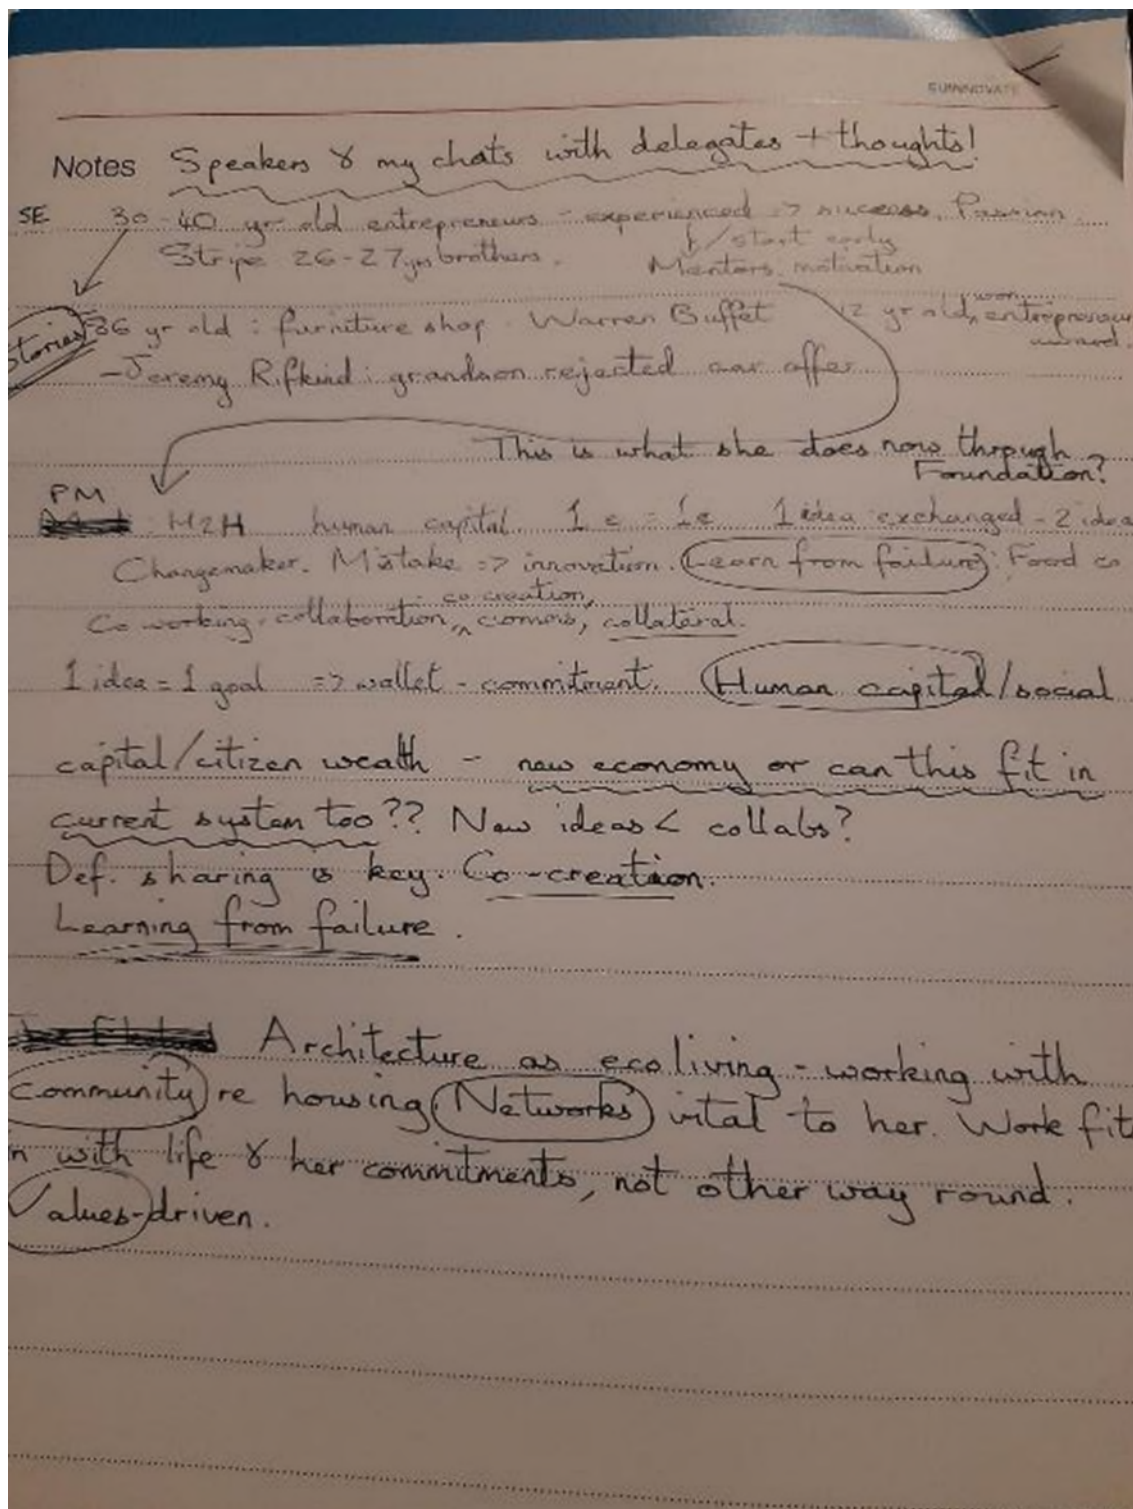 EUINNOVATE
Notes Speakers & my chats with delegates + thoughts!
SE 30-40 yr old entrepreneurs - experienced => success. Passion
Stripe 26-27yrs brothers. /start early
Mentors, motivation
Stories 36 yr old : furniture shop. Warren Buffet 12 yr old, won entrepreneur award.
- Jeremy Rifkind : grandson rejected car offer
This is what she does now through
Foundation?
PM
: H2H human capital. 1 € = 1€ 1 idea exchanged - 2 idea
Changemaker. Mistake => innovation. Learn from failure: Food co
Co working, collaboration, co creation, collateral.
1 idea = 1 goal => wallet - commitment. Human capital/social
capital/citizen wealth - new economy or can this fit in
current system too?? New ideas < collabs?
Def. sharing is key. Co-creation.
Learning from failure.
Architecture as eco living - working with
Community re housing. Networks vital to her. Work fit
n with life & her commitments, not other way round.
Values-driven.